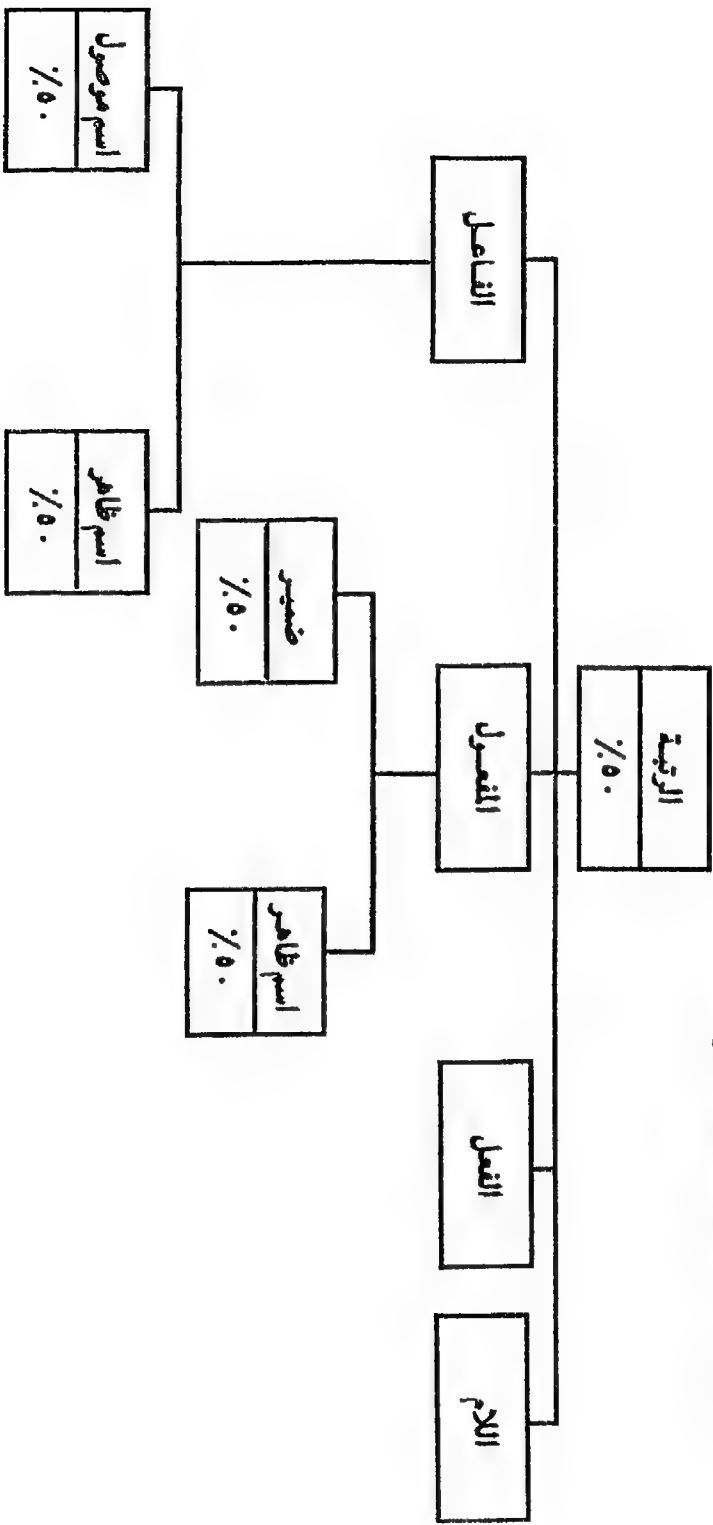 الرتبة
٪٥٠
اللام
الفعل
المفعول
الفاعل
اسم ظاهر
٪٥٠
ضمير
٪٥٠
اسم ظاهر
٪٥٠
اسم موصول
٪٥٠